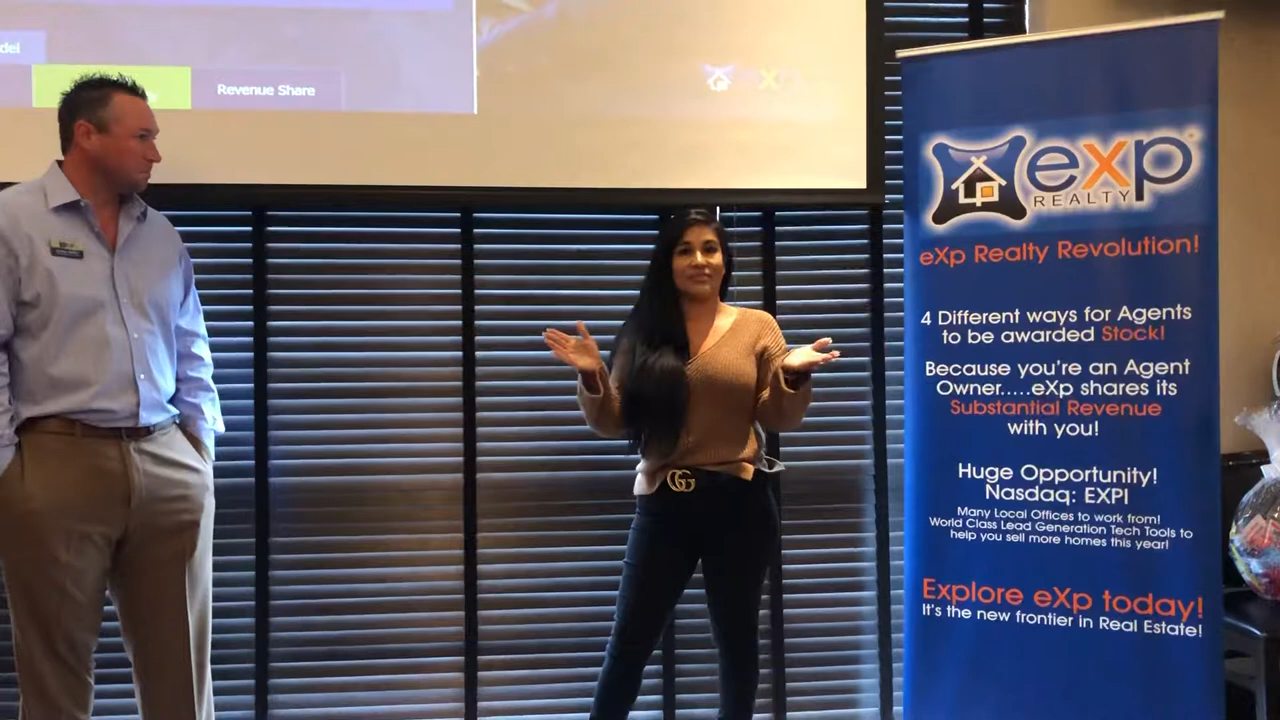 del
Revenue Share
eXp
eXp
REALTY
eXp Realty Revolution!
4 Different ways for Agents
to be awarded Stock!
Because you're an Agent
Owner.....eXp shares its
Substantial Revenue
with you!
Huge Opportunity!
Nasdaq: EXPI
Many Local Offices to work from!
World Class Lead Generation Tech Tools to
help you sell more homes this year!
Explore eXp today!
It's the new frontier in Real Estate!